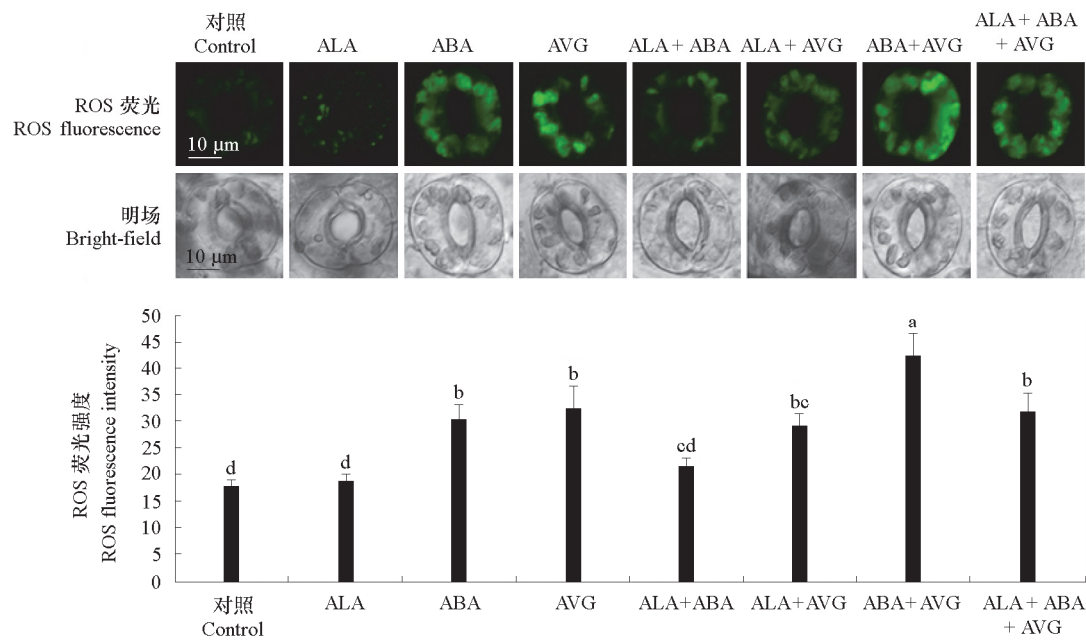 对照
Control
ALA
ABA
AVG
ALA + ABA
ALA + AVG
ABA+AVG
ALA + ABA
+ AVG
ROS 荧光
ROS fluorescence
10 μm
明场
Bright-field
10 μm
ROS 荧光强度
ROS fluorescence intensity
50
45
40
35
30
25
20
15
10
5
0
d
d
b
b
cd
bc
a
b
对照
Control
ALA
ABA
AVG
ALA+ABA
ALA+AVG
ABA+AVG
ALA + ABA
+ AVG